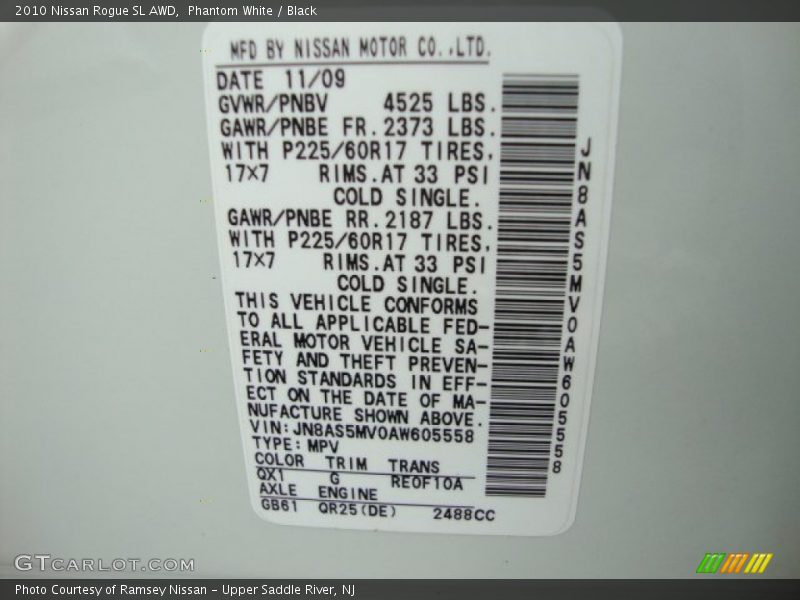 2010 Nissan Rogue SL AWD, Phantom White / Black
MFD BY NISSAN MOTOR CO.,LTD.
DATE 11/09
GVWR/PNBV 4525 LBS.
GAWR/PNBE FR. 2373 LBS.
WITH P225/60R17 TIRES,
17×7 RIMS. AT 33 PSI
COLD SINGLE.
GAWR/PNBE RR. 2187 LBS.
WITH P225/60R17 TIRES,
17×7 RIMS. AT 33 PSI
COLD SINGLE.
THIS VEHICLE CONFORMS
TO ALL APPLICABLE FED-
ERAL MOTOR VEHICLE SA-
FETY AND THEFT PREVEN-
TION STANDARDS IN EFF-
ECT ON THE DATE OF MA-
NUFACTURE SHOWN ABOVE.
VIN:JN8AS5MV0AW605558
TYPE:MPV
COLOR TRIM TRANS
QX1 G RE0F10A
AXLE ENGINE
GB61 QR25(DE) 2488CC
JN8AS5MV0AW605558
GTCARLOT.COM
Photo Courtesy of Ramsey Nissan - Upper Saddle River, NJ